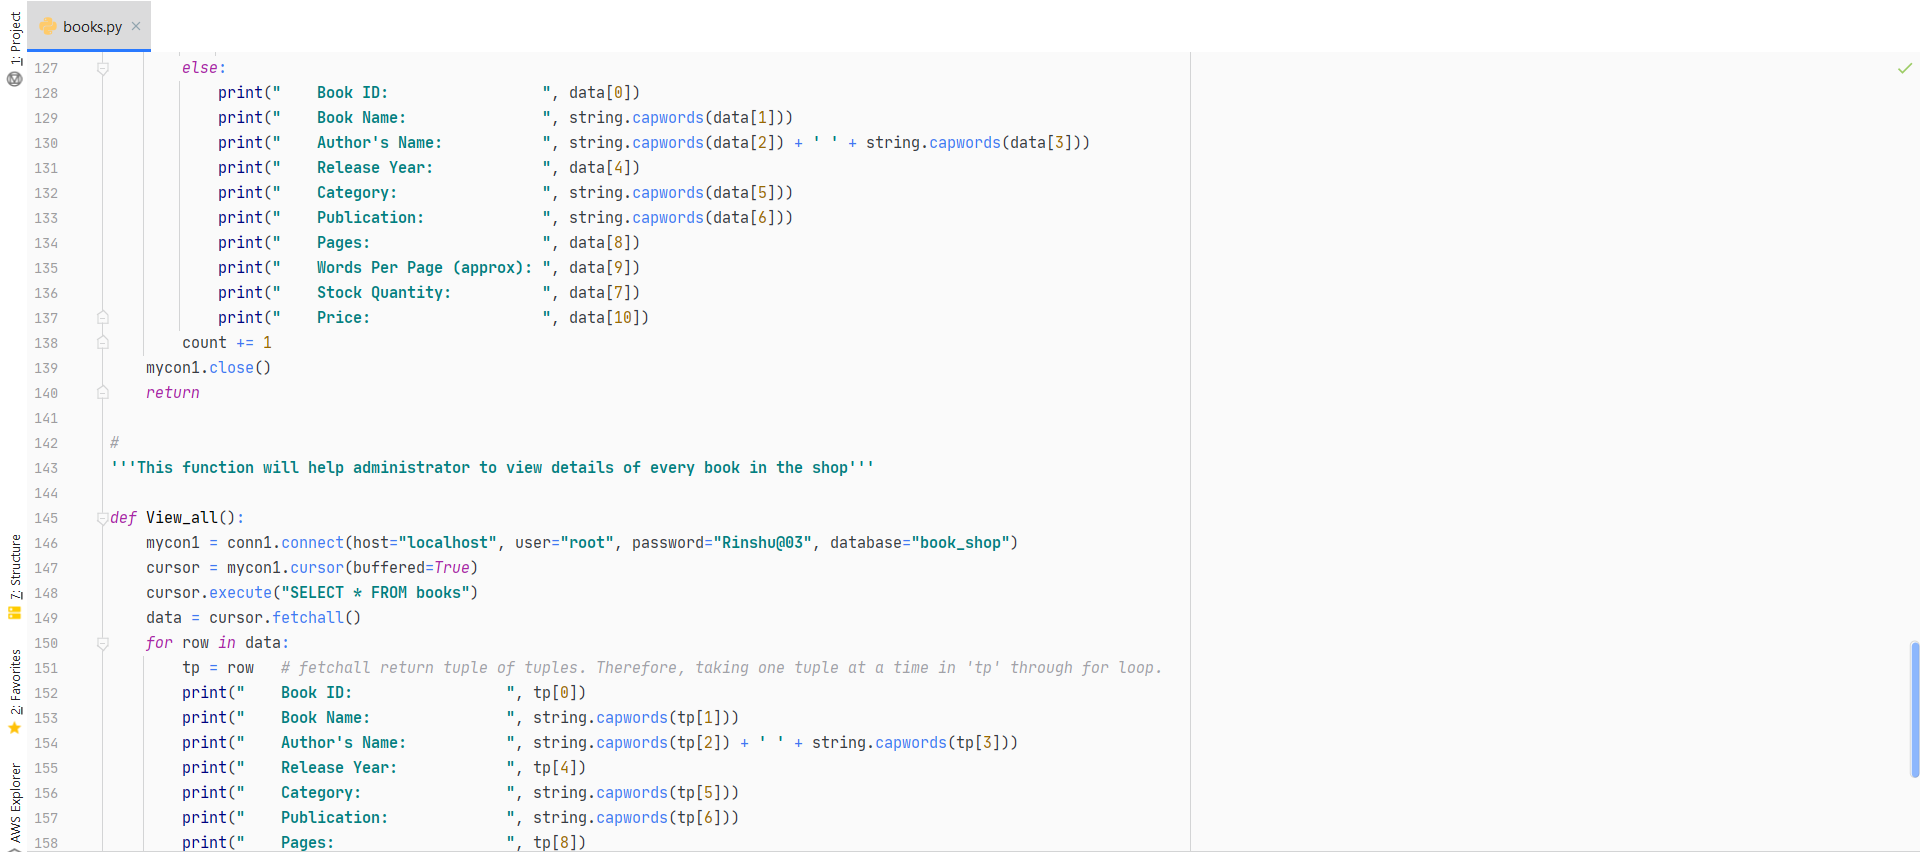 books.py
1: Project
127 else:
128 print("    Book ID:                 ", data[0])
129 print("    Book Name:               ", string.capwords(data[1]))
130 print("    Author's Name:           ", string.capwords(data[2]) + ' ' + string.capwords(data[3]))
131 print("    Release Year:            ", data[4])
132 print("    Category:                ", string.capwords(data[5]))
133 print("    Publication:             ", string.capwords(data[6]))
134 print("    Pages:                   ", data[8])
135 print("    Words Per Page (approx): ", data[9])
136 print("    Stock Quantity:          ", data[7])
137 print("    Price:                   ", data[10])
138 count += 1
139 mycon1.close()
140 return
141
142 #
143 '''This function will help administrator to view details of every book in the shop'''
144
145 def View_all():
146 mycon1 = conn1.connect(host="localhost", user="root", password="Rinshu@03", database="book_shop")
147 cursor = mycon1.cursor(buffered=True)
148 cursor.execute("SELECT * FROM books")
149 data = cursor.fetchall()
150 for row in data:
151 tp = row   # fetchall return tuple of tuples. Therefore, taking one tuple at a time in 'tp' through for loop.
152 print("    Book ID:                 ", tp[0])
153 print("    Book Name:               ", string.capwords(tp[1]))
154 print("    Author's Name:           ", string.capwords(tp[2]) + ' ' + string.capwords(tp[3]))
155 print("    Release Year:            ", tp[4])
156 print("    Category:                ", string.capwords(tp[5]))
157 print("    Publication:             ", string.capwords(tp[6]))
158 print("    Pages:                   ", tp[8])
7: Structure
2: Favorites
AWS Explorer